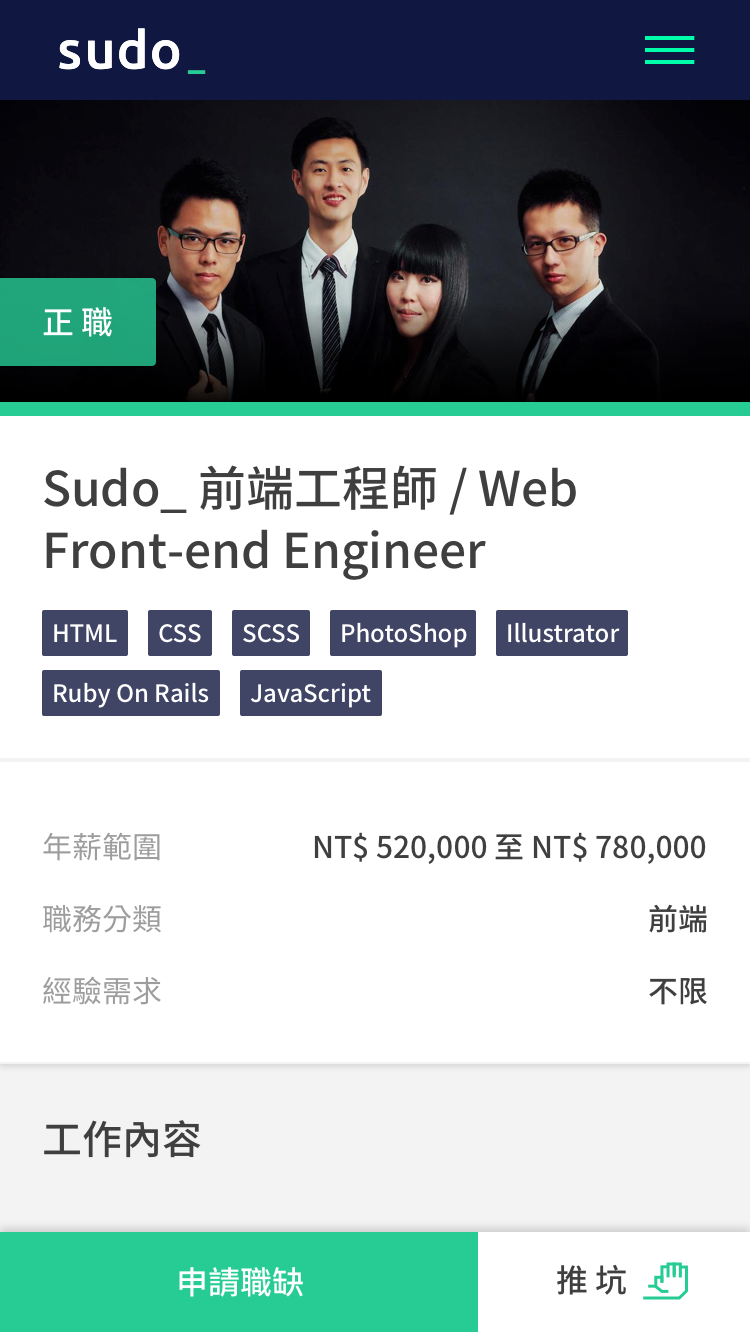 sudo_
正職
Sudo_ 前端工程師 / Web
Front-end Engineer
HTML CSS SCSS PhotoShop Illustrator
Ruby On Rails JavaScript
年薪範圍 NT$ 520,000 至 NT$ 780,000
職務分類 前端
經驗需求 不限
工作內容
申請職缺 推坑